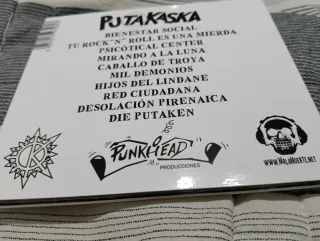 PUTAKASKA
BIENESTAR SOCIAL
TU ROCK "N" ROLL ES UNA MIERDA
PSICÓTICAL CENTER
MIRANDO A LA LUNA
CABALLO DE TROYA
MIL DEMONIOS
HIJOS DEL LINDANE
RED CIUDADANA
DESOLACIÓN PIRENAICA
DIE PUTAKEN
PUNKHEAD
PRODUCCIONES
WWW.MALAMUERTE.NET